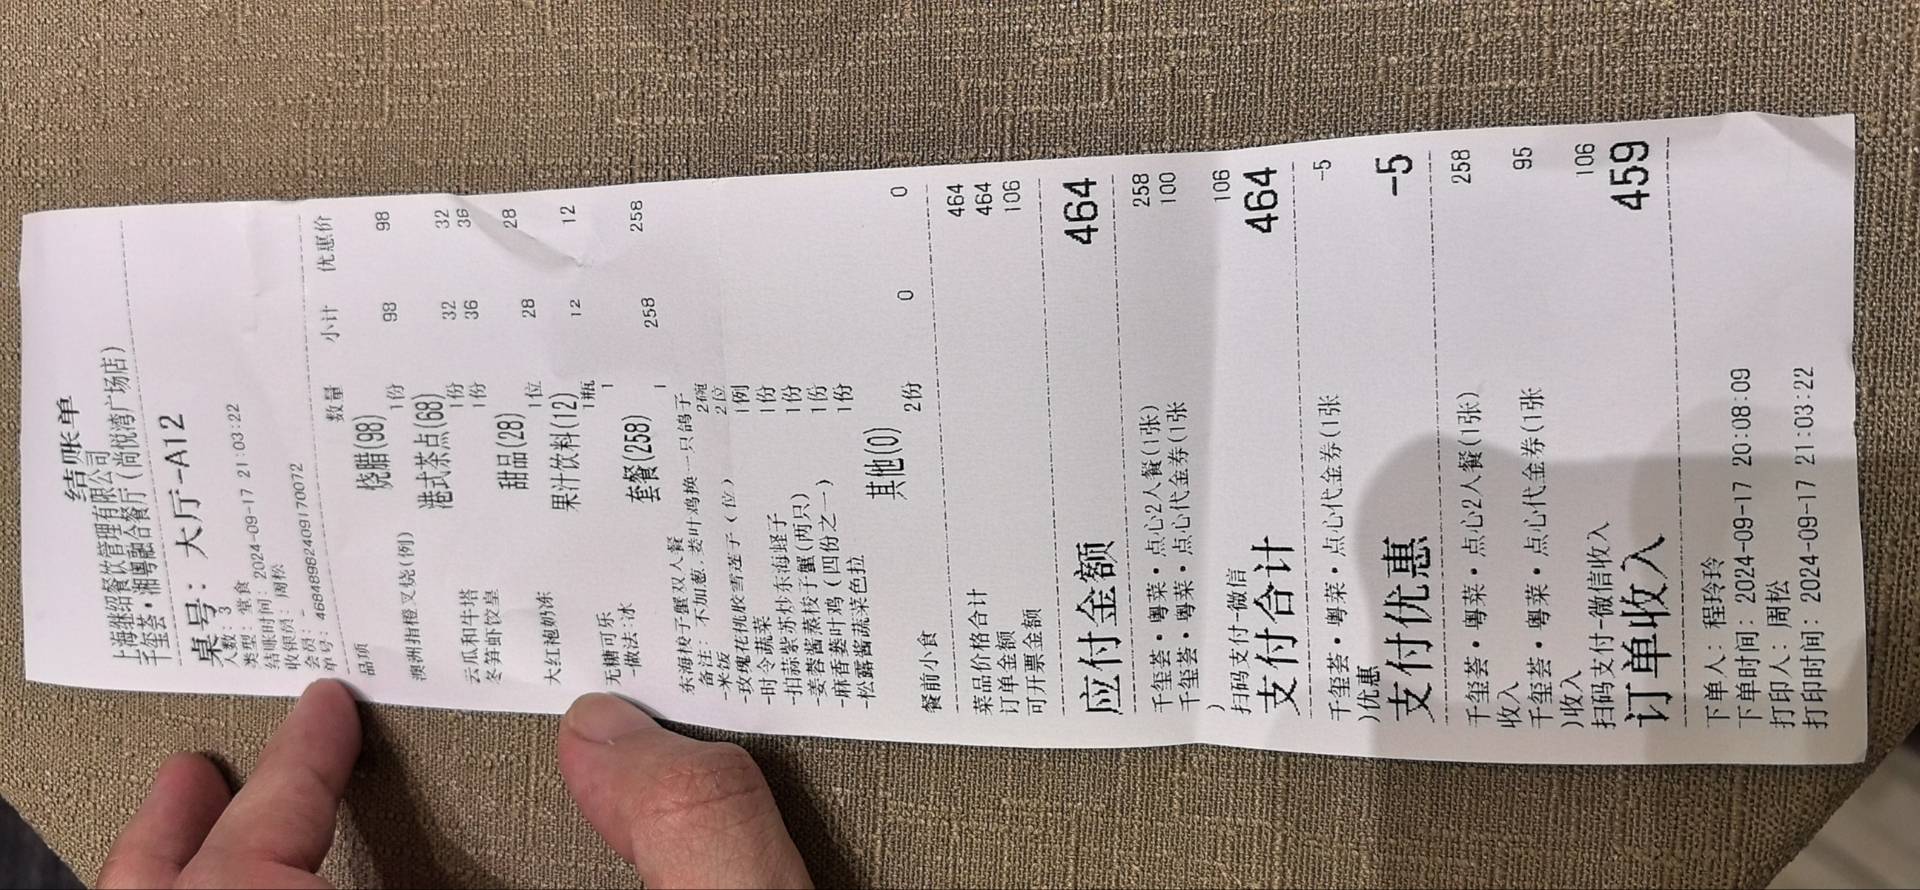 结账单
上海继绍餐饮管理有限公司
千玺荟·湘粤融合餐厅（尚悦湾广场店）
桌号：大厅-A12
人数：3
类型：堂食
结账时间：2024-09-17 21:03:22
收银员：周松
会员：-
单号：468489824091 70072
品项 数量 小计 优惠价
烧腊(98)
澳洲指橙叉烧(例) 1份 98 98
港式茶点(68)
云瓜和牛塔 1份 32 32
冬笋虾饺皇 1份 36 36
甜品(28)
大红袍奶冻 1位 28 28
果汁饮料(12)
1瓶 12 12
无糖可乐
-做法:冰 1
套餐(258)
东海梭子蟹双人餐 1 258 258
备注：不加葱,姜叶鸡换一只鸽子
-米饭 2碗
-玫瑰花桃胶雪莲子（位） 2位
-时令蔬菜 1例
-拍蒜紫苏炒东海蛏子 1份
-姜蓉酱蒸梭子蟹(两只) 1份
-麻香姜叶鸡（四份之一） 1份
-松露酱蔬菜色拉 1份
其他(0)
餐前小食 2份 0 0
菜品价格合计 464
订单金额 464
可开票金额 106
应付金额 464
千玺荟·粤菜·点心2人餐(1张) 258
千玺荟·粤菜·点心代金券(1张 100
)
扫码支付-微信 106
支付合计 464
千玺荟·粤菜·点心代金券(1张 -5
)优惠
支付优惠 -5
千玺荟·粤菜·点心2人餐(1张) 258
收入
千玺荟·粤菜·点心代金券(1张 95
)收入
扫码支付-微信收入 106
订单收入 459
下单人：程玲玲
下单时间：2024-09-17 20:08:09
打印人：周松
打印时间：2024-09-17 21:03:22